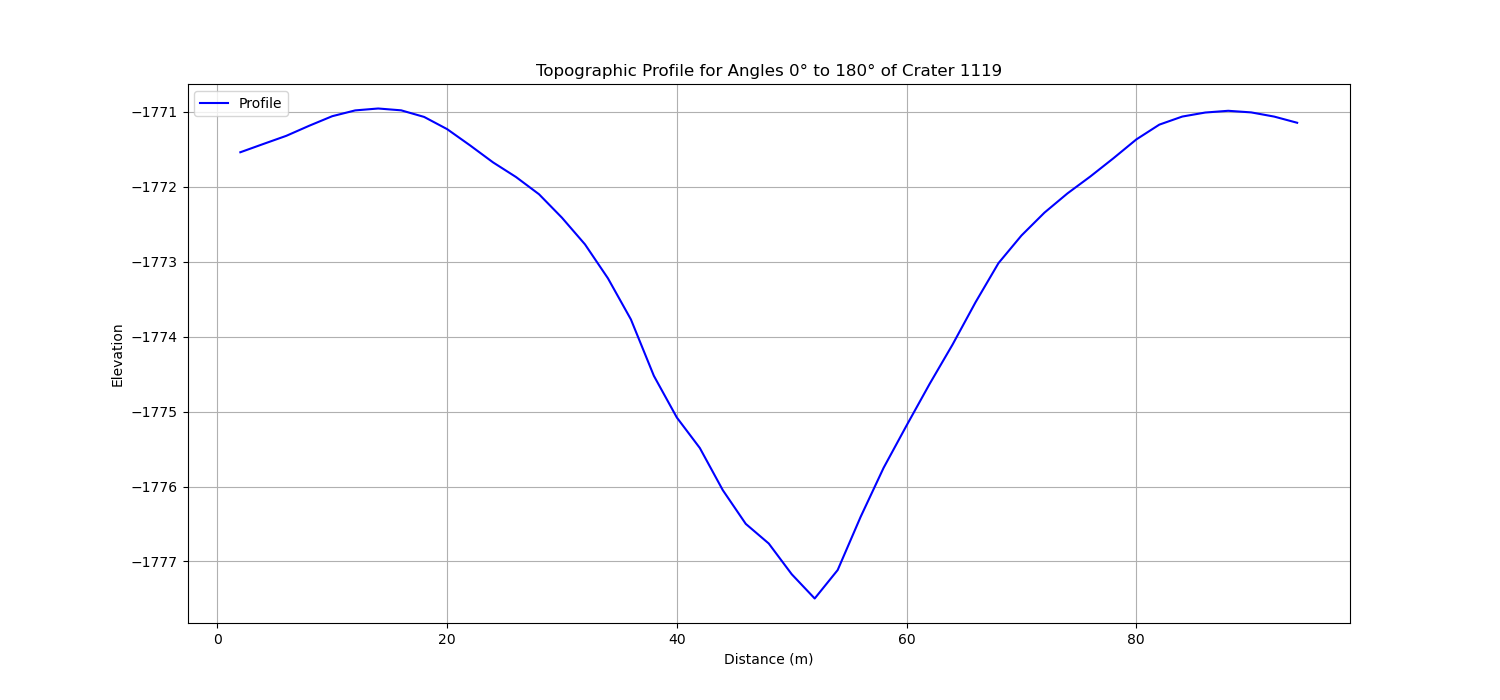 Topographic Profile for Angles 0° to 180° of Crater 1119
Profile
−1771
−1772
−1773
−1774
−1775
−1776
−1777
Elevation
0 20 40 60 80
Distance (m)